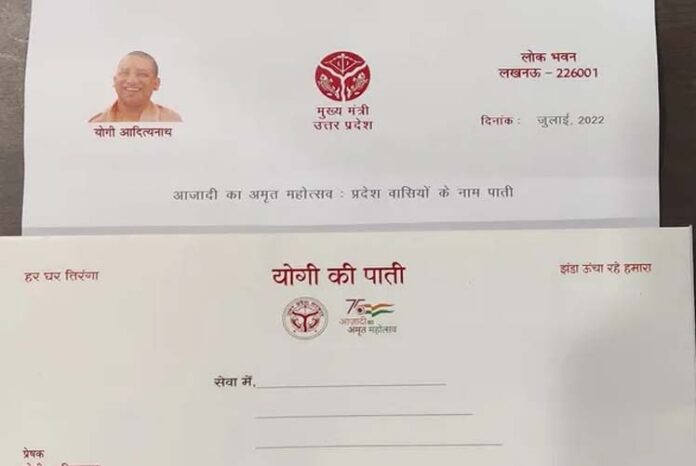 लोक भवन
लखनऊ – 226001
योगी आदित्यनाथ
मुख्य मंत्री
उत्तर प्रदेश
दिनांक : जुलाई, 2022
आजादी का अमृत महोत्सव : प्रदेश वासियों के नाम पाती
हर घर तिरंगा
योगी की पाती
झंडा ऊंचा रहे हमारा
75
आज़ादी का
अमृत महोत्सव
सेवा में,
प्रेषक